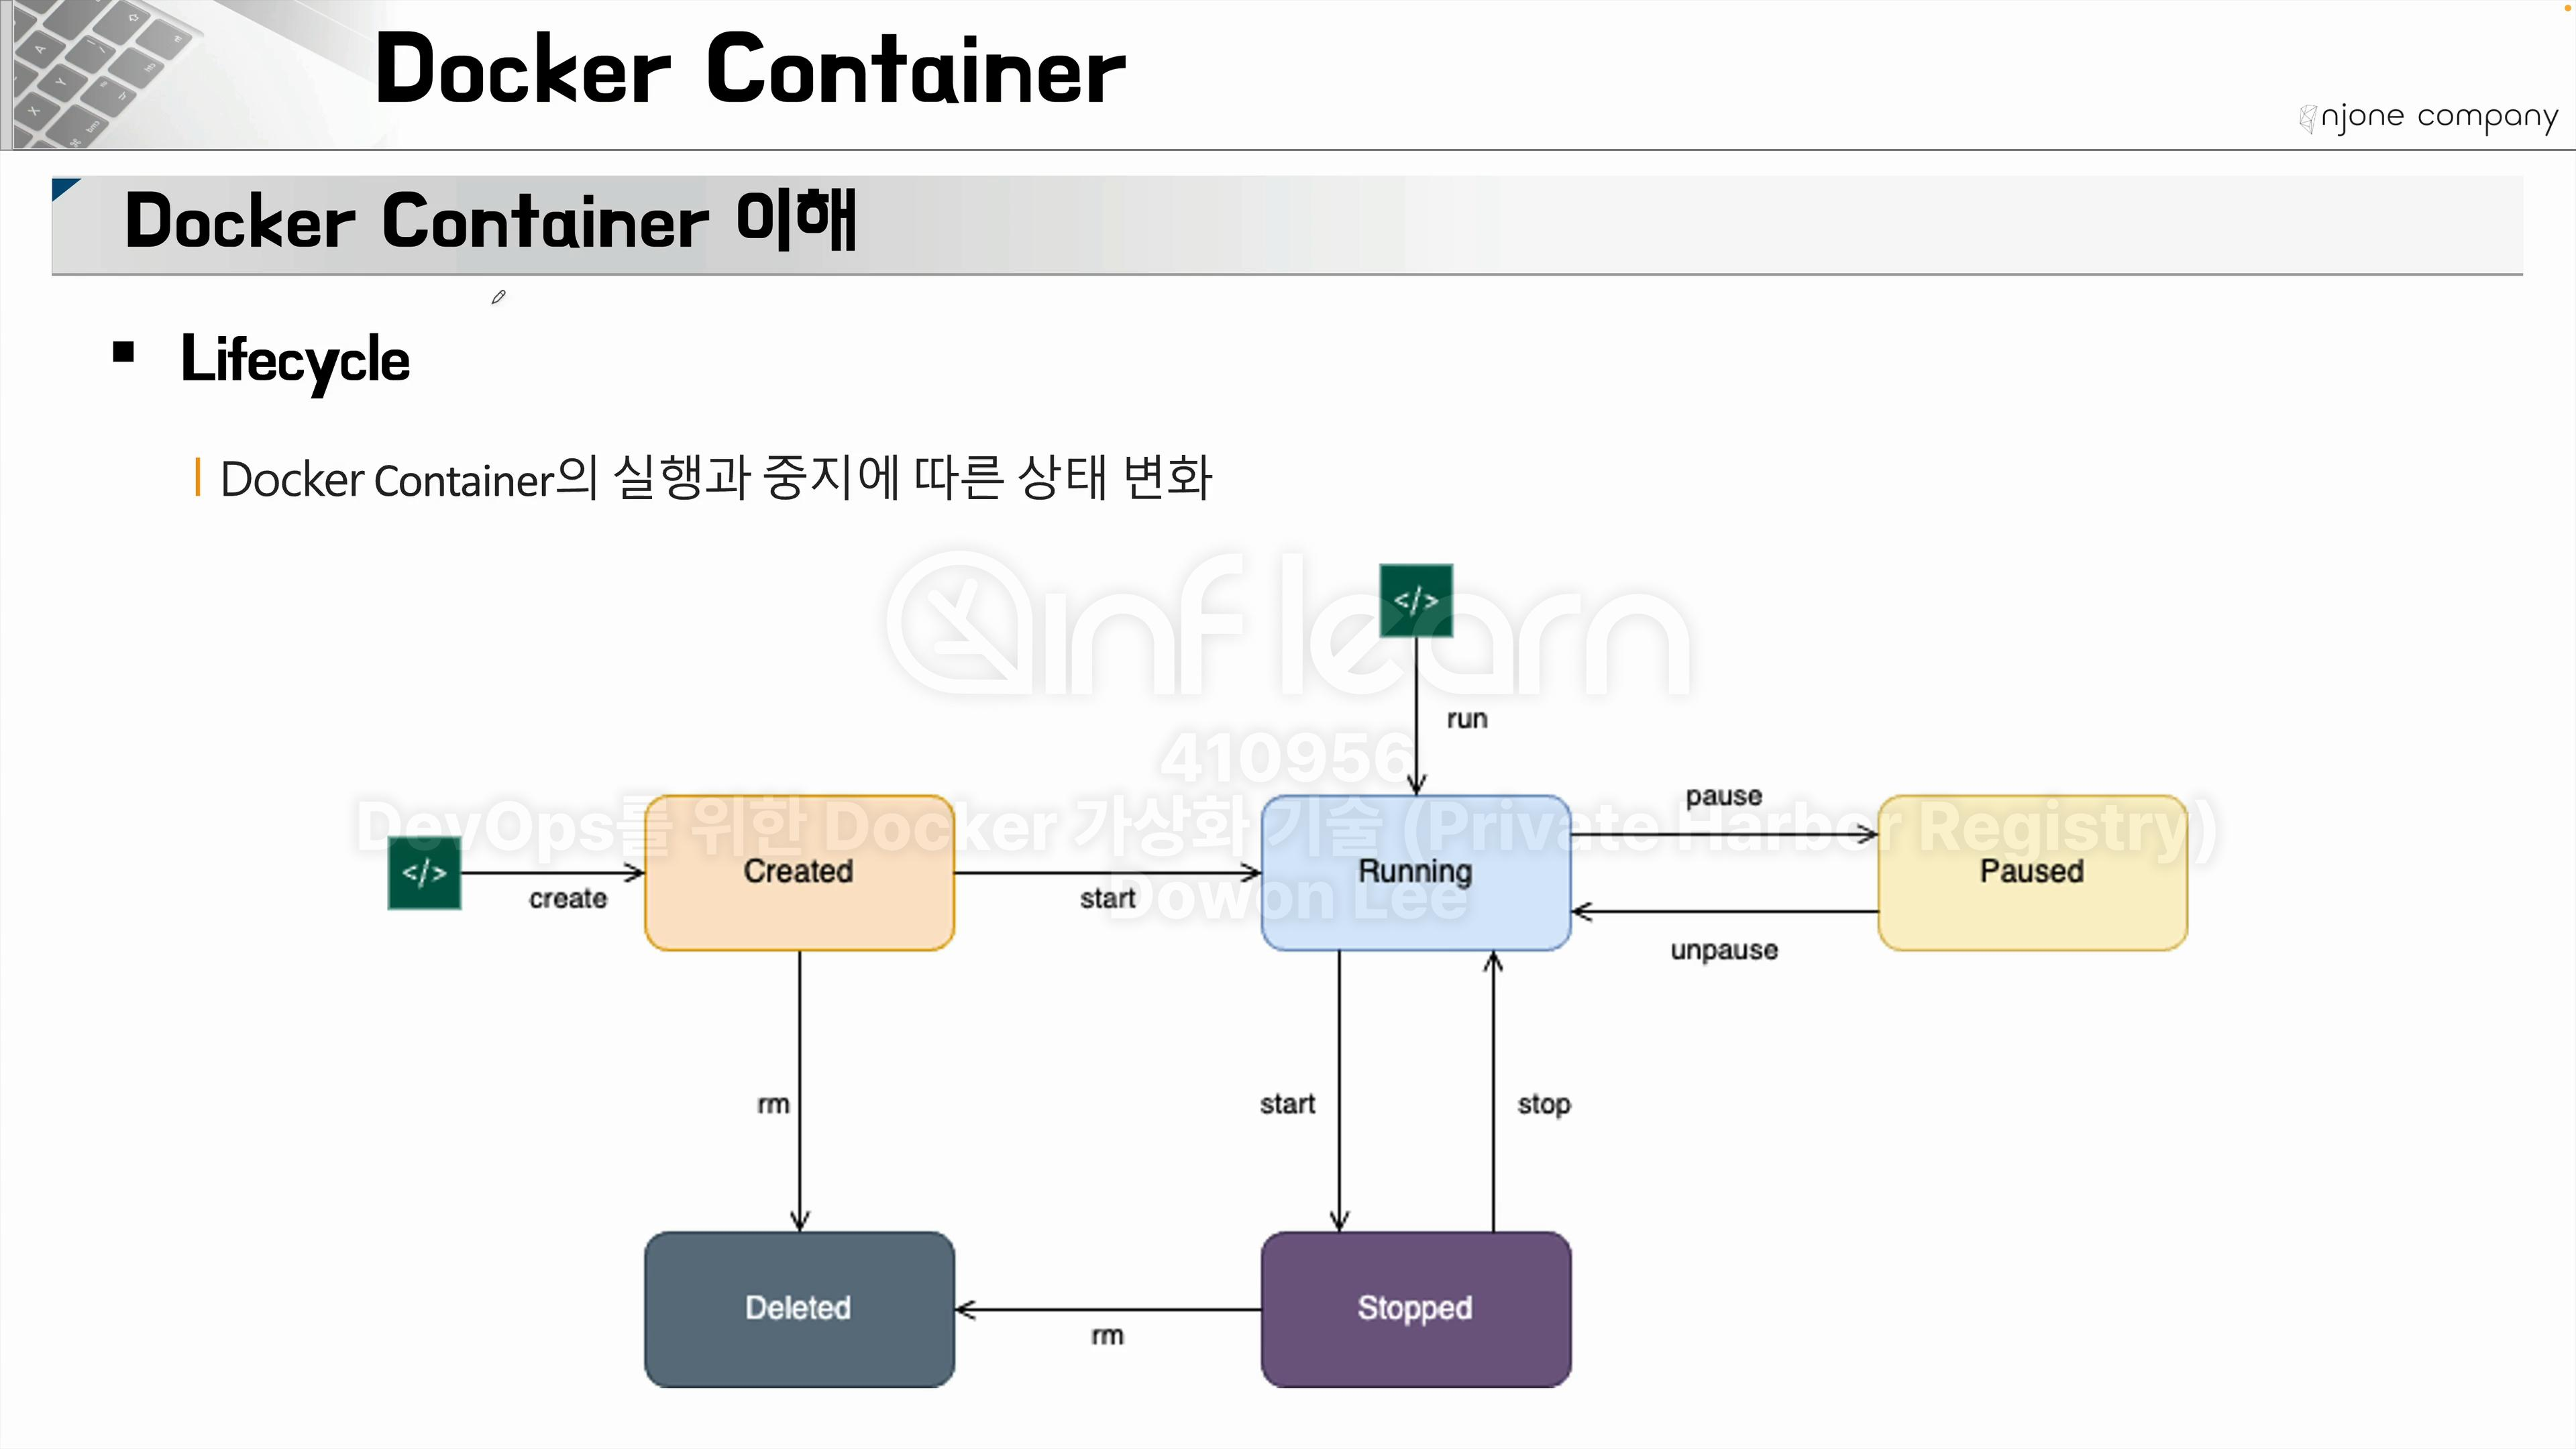 Docker Container
njone company
Docker Container 이해
Lifecycle
Docker Container의 실행과 중지에 따른 상태 변화
inflearn
</>
run
410956
DevOps를 위한 Docker 가상화 기술 (Private Harbor Registry)
Dowon Lee
pause
</>
create
Created
start
Running
Paused
unpause
rm
start
stop
Deleted
rm
Stopped